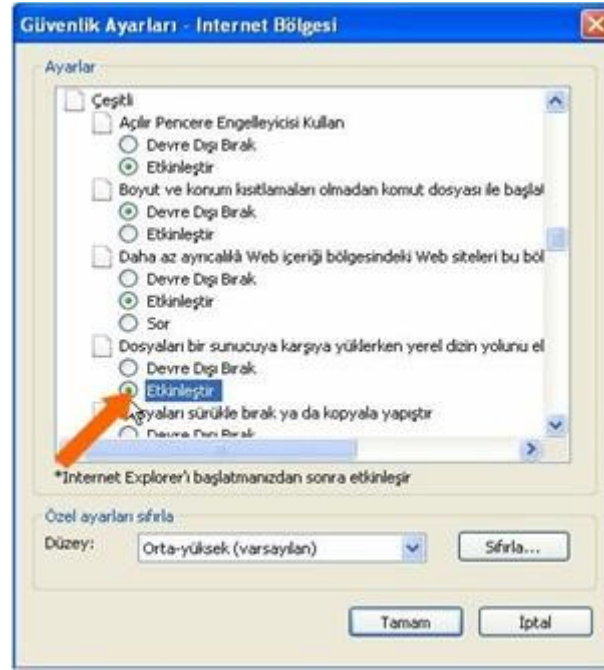 Güvenlik Ayarları - Internet Bölgesi
Ayarlar
Çeşitli
Açılır Pencere Engelleyicisi Kullan
Devre Dışı Bırak
Etkinleştir
Boyut ve konum kısıtlamaları olmadan komut dosyası ile başlat
Devre Dışı Bırak
Etkinleştir
Daha az ayrıcalıklı Web içeriği bölgesindeki Web siteleri bu böl
Devre Dışı Bırak
Etkinleştir
Sor
Dosyaları bir sunucuya karşıya yüklerken yerel dizin yolunu el
Devre Dışı Bırak
Etkinleştir
sürükle bırak ya da kopyala yapıştır
Devre Dışı Bırak
*Internet Explorer'ı başlatmanızdan sonra etkinleşir
Özel ayarları sıfırla
Düzey:
Orta-yüksek (varsayılan)
Sıfırla...
Tamam
İptal